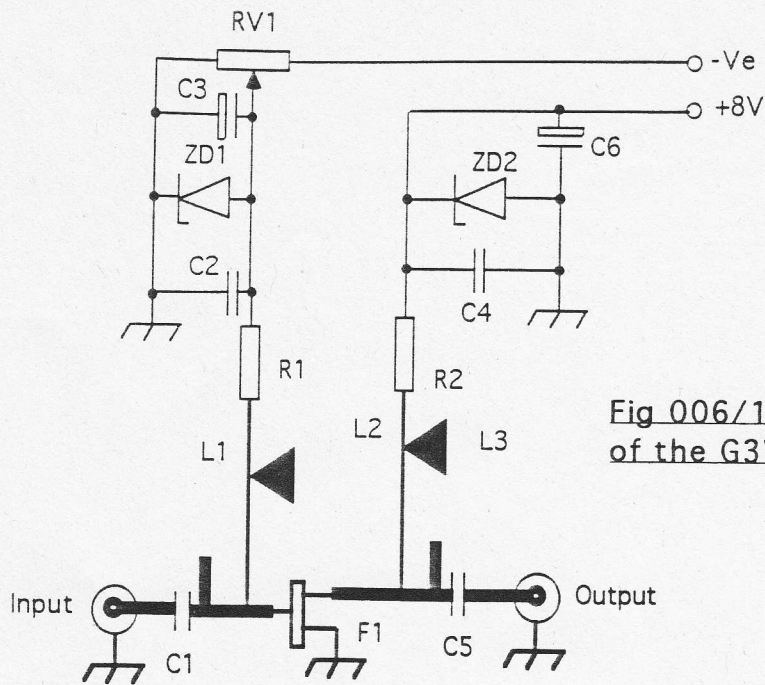 RV1
-Ve
C3
+8V
C6
ZD1
ZD2
C2
C4
R1
R2
Fig 006/1
L1
L2
L3
of the G3
Input
Output
F1
C1
C5